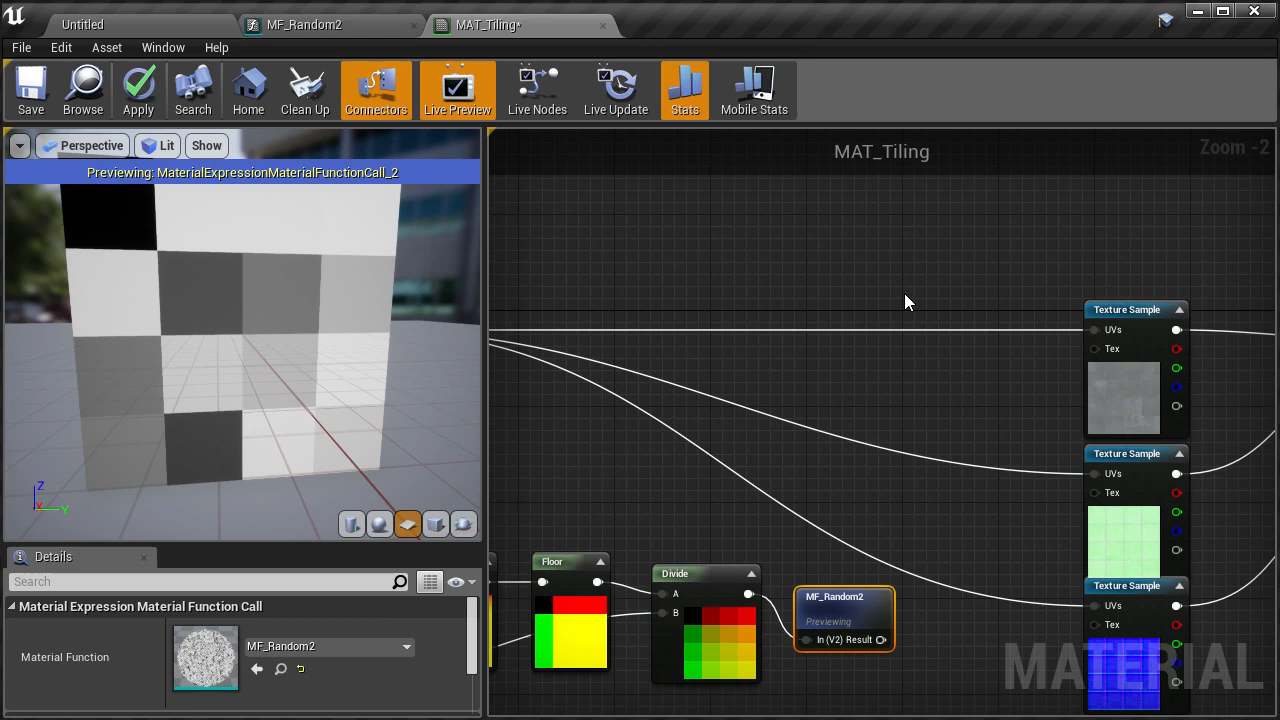 Untitled
MF_Random2
MAT_Tiling*
File
Edit
Asset
Window
Help
Save
Browse
Apply
Search
Home
Clean Up
Connectors
Live Preview
Live Nodes
Live Update
Stats
Mobile Stats
Perspective
Lit
Show
Previewing: MaterialExpressionMaterialFunctionCall_2
MAT_Tiling
Zoom -2
Texture Sample
UVs
Tex
Texture Sample
UVs
Tex
Z
X
Y
Details
Search
Material Expression Material Function Call
Material Function
MF_Random2
Floor
Divide
A
B
MF_Random2
Previewing
In (V2) Result
Texture Sample
UVs
Tex
MATERIAL